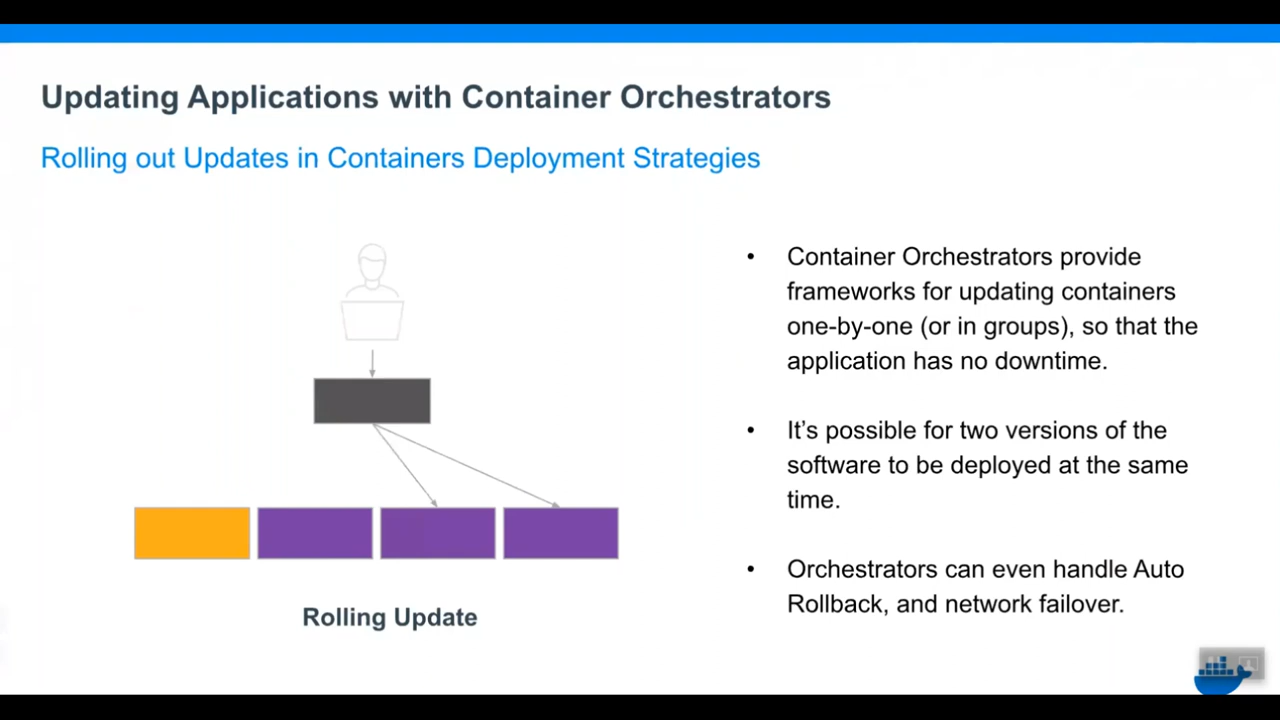 Updating Applications with Container Orchestrators
Rolling out Updates in Containers Deployment Strategies
• Container Orchestrators provide
frameworks for updating containers
one-by-one (or in groups), so that the
application has no downtime.
• It’s possible for two versions of the
software to be deployed at the same
time.
• Orchestrators can even handle Auto
Rollback, and network failover.
Rolling Update